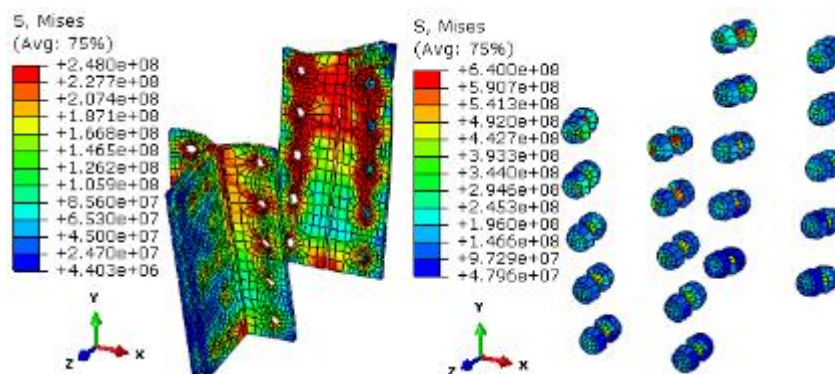 S, Mises
(Avg: 75%)
+2.480e+08
+2.277e+08
+2.074e+08
+1.871e+08
+1.668e+08
+1.465e+08
+1.262e+08
+1.059e+08
+8.560e+07
+6.530e+07
+4.500e+07
+2.470e+07
+4.403e+06
Y
Z
X
S, Mises
(Avg: 75%)
+6.400e+08
+5.907e+08
+5.413e+08
+4.920e+08
+4.427e+08
+3.933e+08
+3.440e+08
+2.946e+08
+2.453e+08
+1.960e+08
+1.466e+08
+9.729e+07
+4.796e+07
Y
Z
X